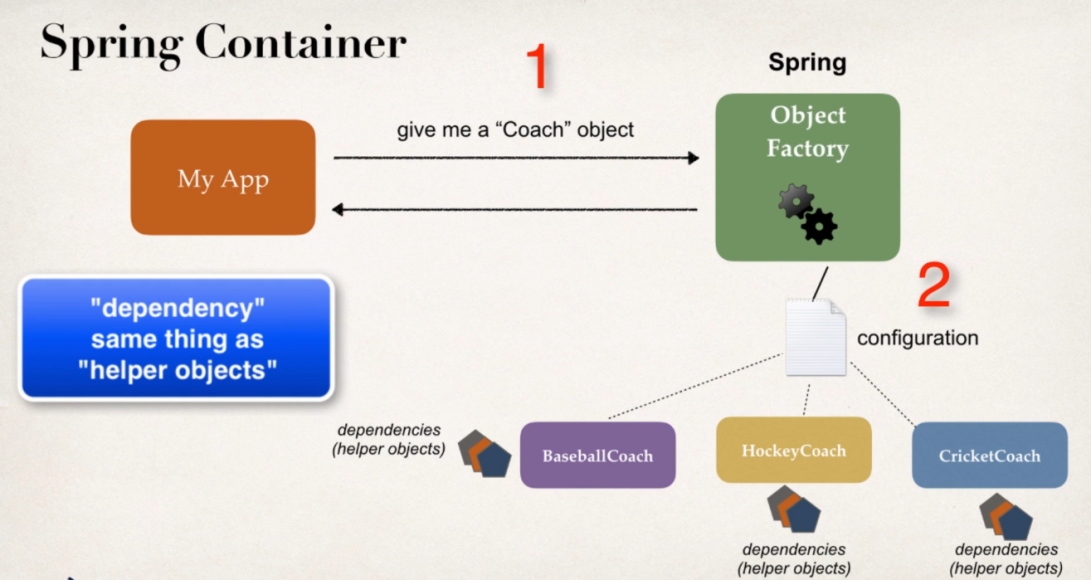 Spring Container
1
Spring
give me a “Coach” object
Object
Factory
My App
2
"dependency"
same thing as
"helper objects"
configuration
dependencies
(helper objects)
BaseballCoach
HockeyCoach
CricketCoach
dependencies
(helper objects)
dependencies
(helper objects)